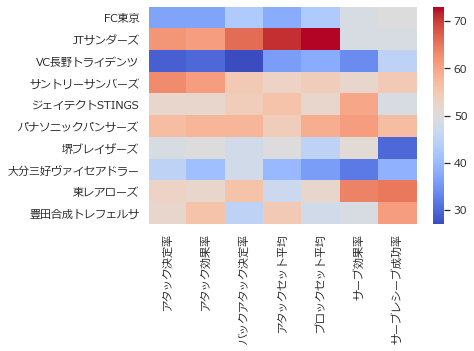 FC東京
JTサンダーズ
VC長野トライデンツ
サントリーサンバーズ
ジェイテクトSTINGS
パナソニックパンサーズ
堺ブレイザーズ
大分三好ヴァイセアドラー
東レアローズ
豊田合成トレフェルサ
アタック決定率
アタック効果率
バックアタック決定率
アタックセット平均
ブロックセット平均
サーブ効果率
サーブレシーブ成功率
70
60
50
40
30